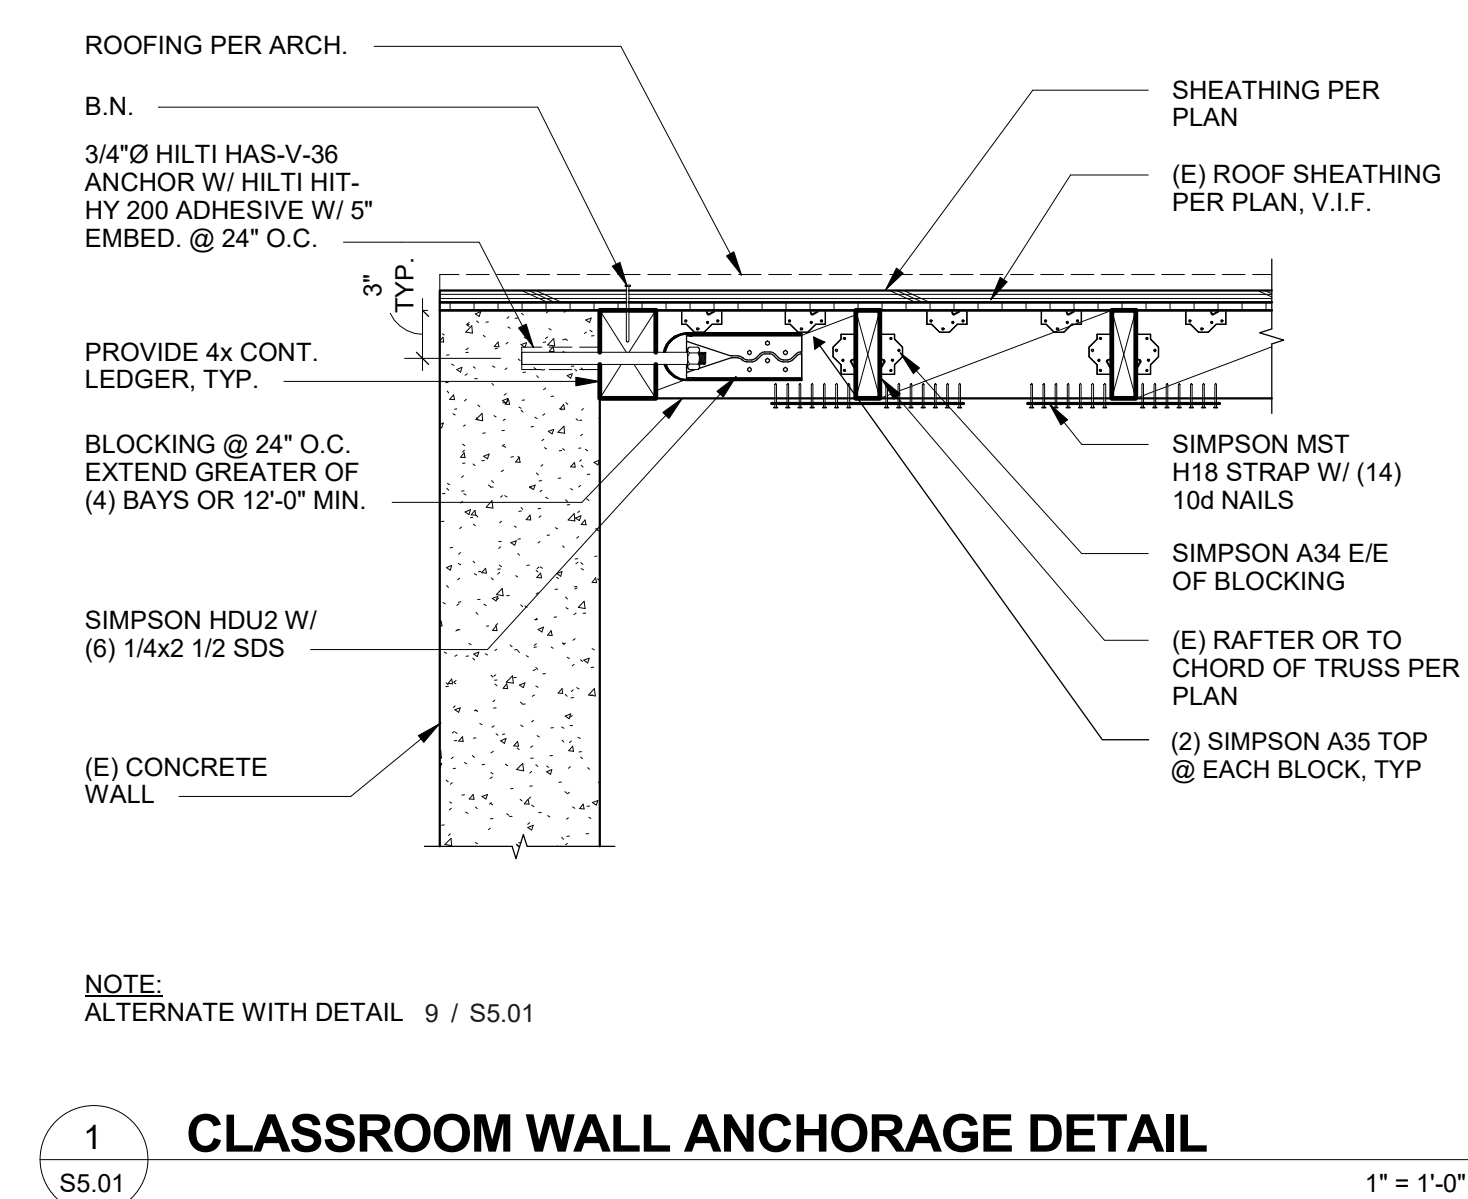 ROOFING PER ARCH.
B.N.
3/4"Ø HILTI HAS-V-36
ANCHOR W/ HILTI HIT-
HY 200 ADHESIVE W/ 5"
EMBED. @ 24" O.C.
3"
TYP.
PROVIDE 4x CONT.
LEDGER, TYP.
BLOCKING @ 24" O.C.
EXTEND GREATER OF
(4) BAYS OR 12'-0" MIN.
SIMPSON HDU2 W/
(6) 1/4x2 1/2 SDS
(E) CONCRETE
WALL
SHEATHING PER
PLAN
(E) ROOF SHEATHING
PER PLAN, V.I.F.
SIMPSON MST
H18 STRAP W/ (14)
10d NAILS
SIMPSON A34 E/E
OF BLOCKING
(E) RAFTER OR TO
CHORD OF TRUSS PER
PLAN
(2) SIMPSON A35 TOP
@ EACH BLOCK, TYP
NOTE:
ALTERNATE WITH DETAIL 9 / S5.01
1
S5.01
CLASSROOM WALL ANCHORAGE DETAIL
1" = 1'-0"